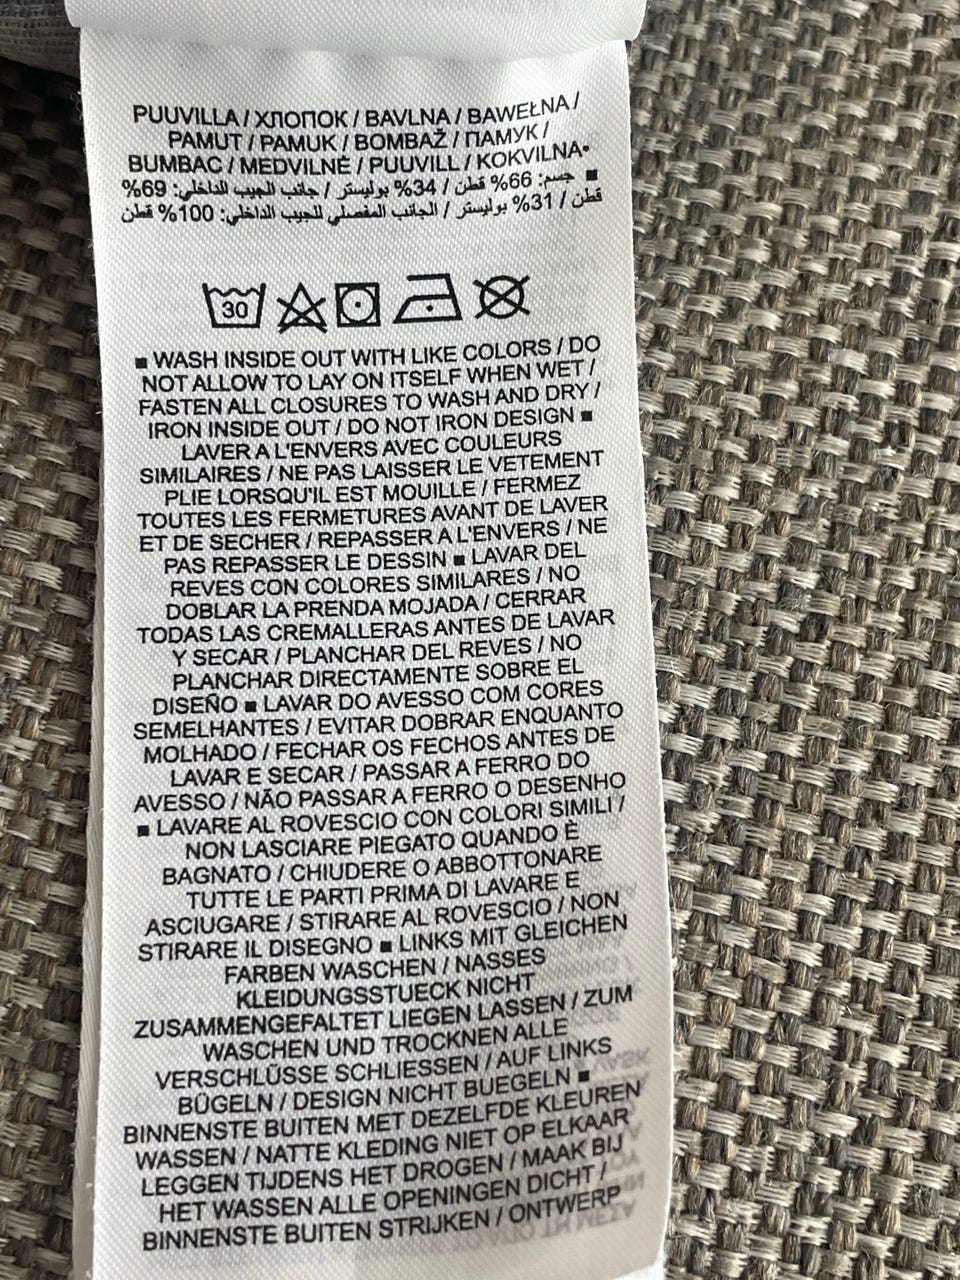 PUUVILLA / ХЛОПОК / BAVLNA / BAWEŁNA /
PAMUT / PAMUK / BOMBAŽ / ПАМУК /
BUMBAC / MEDVILNĖ / PUUVILL / KOKVILNA▪
■ جسم: 66% قطن / 34% بوليستر / جانب الجيب الداخلي: 69%
قطن / 31% بوليستر / الجانب المفصلي للجيب الداخلي: 100% قطن
30
■ WASH INSIDE OUT WITH LIKE COLORS / DO
NOT ALLOW TO LAY ON ITSELF WHEN WET /
FASTEN ALL CLOSURES TO WASH AND DRY /
IRON INSIDE OUT / DO NOT IRON DESIGN ■
LAVER A L'ENVERS AVEC COULEURS
SIMILAIRES / NE PAS LAISSER LE VETEMENT
PLIE LORSQU'IL EST MOUILLE / FERMEZ
TOUTES LES FERMETURES AVANT DE LAVER
ET DE SECHER / REPASSER A L'ENVERS / NE
PAS REPASSER LE DESSIN ■ LAVAR DEL
REVES CON COLORES SIMILARES / NO
DOBLAR LA PRENDA MOJADA / CERRAR
TODAS LAS CREMALLERAS ANTES DE LAVAR
Y SECAR / PLANCHAR DEL REVES / NO
PLANCHAR DIRECTAMENTE SOBRE EL
DISEÑO ■ LAVAR DO AVESSO COM CORES
SEMELHANTES / EVITAR DOBRAR ENQUANTO
MOLHADO / FECHAR OS FECHOS ANTES DE
LAVAR E SECAR / PASSAR A FERRO DO
AVESSO / NÃO PASSAR A FERRO O DESENHO
■ LAVARE AL ROVESCIO CON COLORI SIMILI /
NON LASCIARE PIEGATO QUANDO È
BAGNATO / CHIUDERE O ABBOTTONARE
TUTTE LE PARTI PRIMA DI LAVARE E
ASCIUGARE / STIRARE AL ROVESCIO / NON
STIRARE IL DISEGNO ■ LINKS MIT GLEICHEN
FARBEN WASCHEN / NASSES
KLEIDUNGSSTUECK NICHT
ZUSAMMENGEFALTET LIEGEN LASSEN / ZUM
WASCHEN UND TROCKNEN ALLE
VERSCHLÜSSE SCHLIESSEN / AUF LINKS
BÜGELN / DESIGN NICHT BUEGELN ■
BINNENSTE BUITEN MET DEZELFDE KLEUREN
WASSEN / NATTE KLEDING NIET OP ELKAAR
LEGGEN TIJDENS HET DROGEN / MAAK BIJ
HET WASSEN ALLE OPENINGEN DICHT /
BINNENSTE BUITEN STRIJKEN / ONTWERP